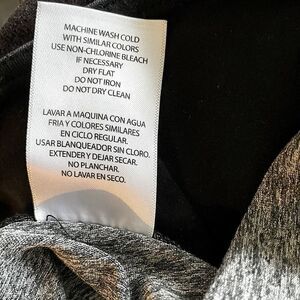 MACHINE WASH COLD
WITH SIMILAR COLORS
USE NON-CHLORINE BLEACH
IF NECESSARY
DRY FLAT
DO NOT IRON
DO NOT DRY CLEAN
LAVAR A MAQUINA CON AGUA
FRIA Y COLORES SIMILARES
EN CICLO REGULAR.
USAR BLANQUEADOR SIN CLORO.
EXTENDER Y DEJAR SECAR.
NO PLANCHAR.
NO LAVAR EN SECO.